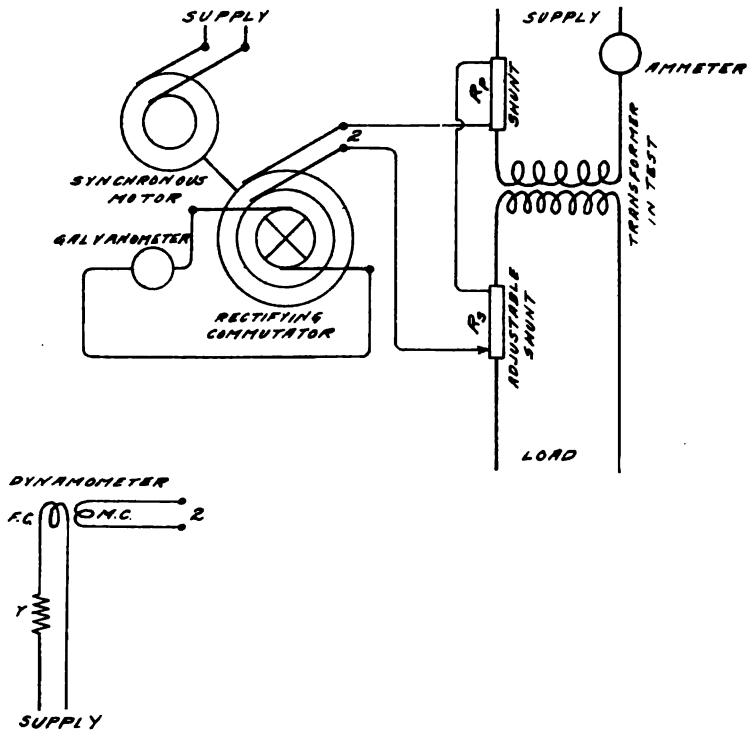 SUPPLY
SUPPLY
AMMETER
RP
SHUNT
2
SYNCHRONOUS
MOTOR
TRANSFORMER
IN TEST
GALVANOMETER
RECTIFYING
COMMUTATOR
RS
ADJUSTABLE
SHUNT
LOAD
DYNAMOMETER
F.C.
M.C.
2
r
SUPPLY